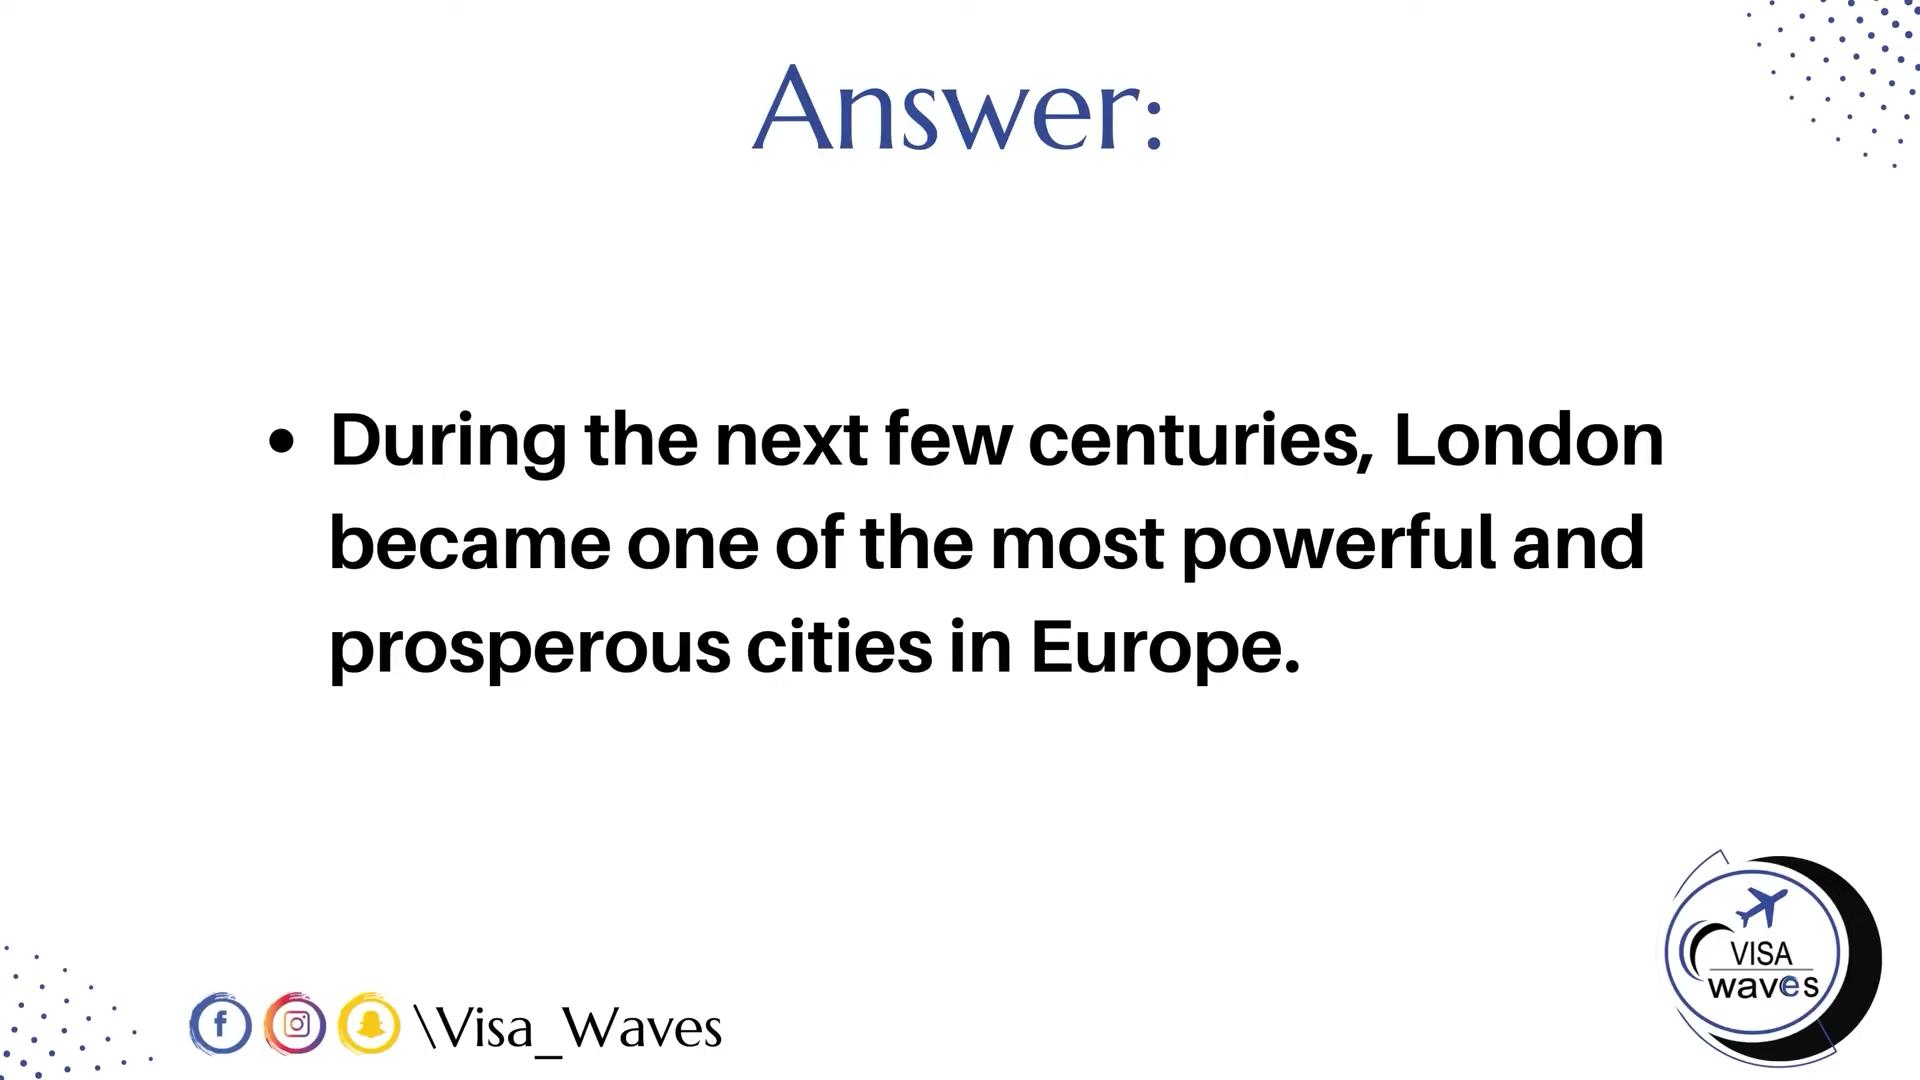 Answer:
• During the next few centuries, London
became one of the most powerful and
prosperous cities in Europe.
VISA
waves
\Visa_Waves